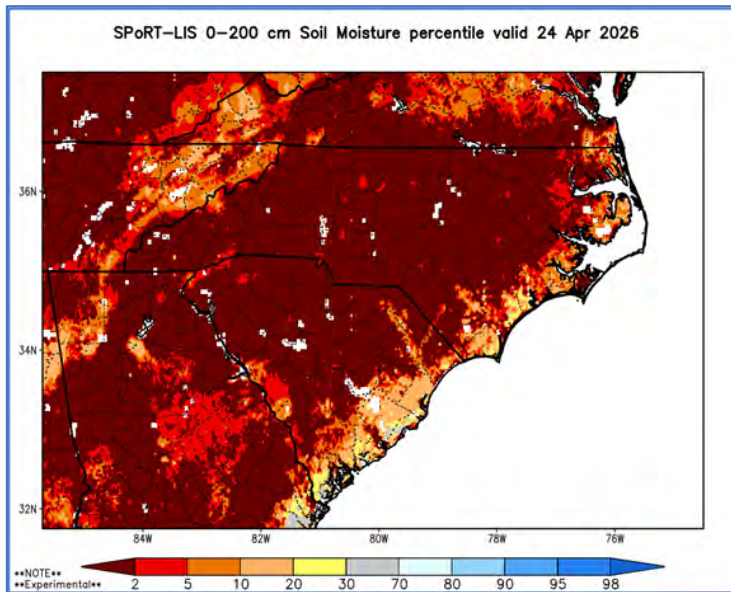 SPoRT-LIS 0-200 cm Soil Moisture percentile valid 24 Apr 2026
36N
34N
32N
84W 82W 80W 78W 76W
**NOTE**
**Experimental**
2 5 10 20 30 70 80 90 95 98